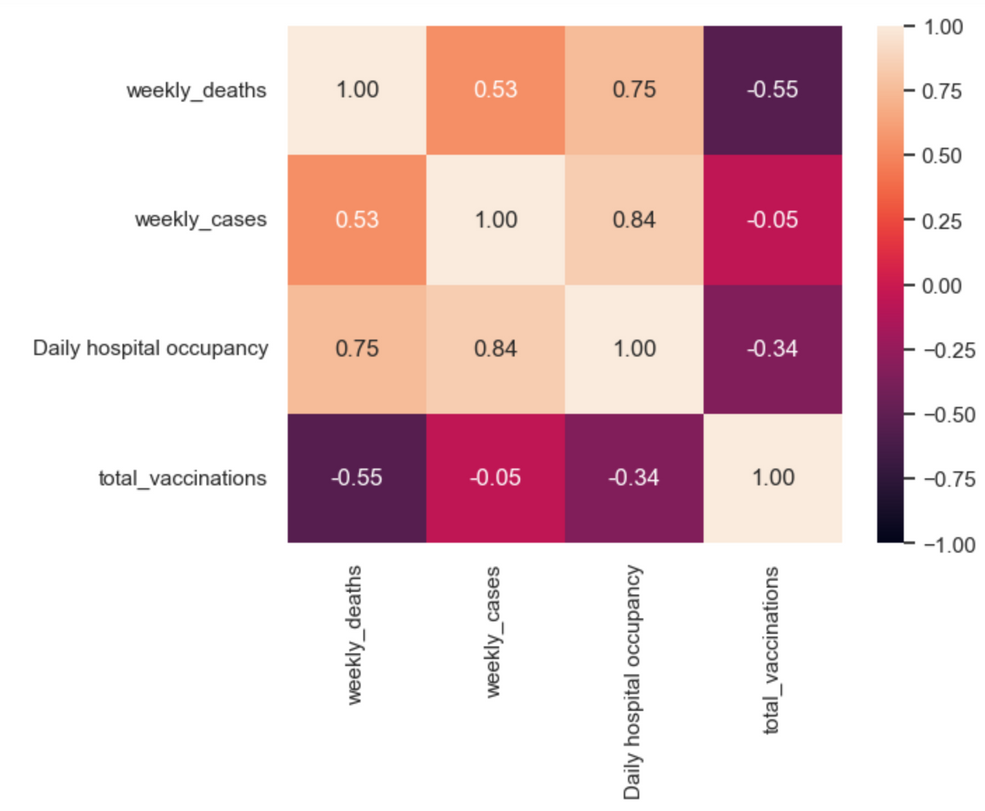 1.00
weekly_deaths 1.00 0.53 0.75 -0.55 0.75
0.50
weekly_cases 0.53 1.00 0.84 -0.05 0.25
0.00
Daily hospital occupancy 0.75 0.84 1.00 -0.34 −0.25
−0.50
total_vaccinations -0.55 -0.05 -0.34 1.00 −0.75
−1.00
weekly_deaths
weekly_cases
Daily hospital occupancy
total_vaccinations